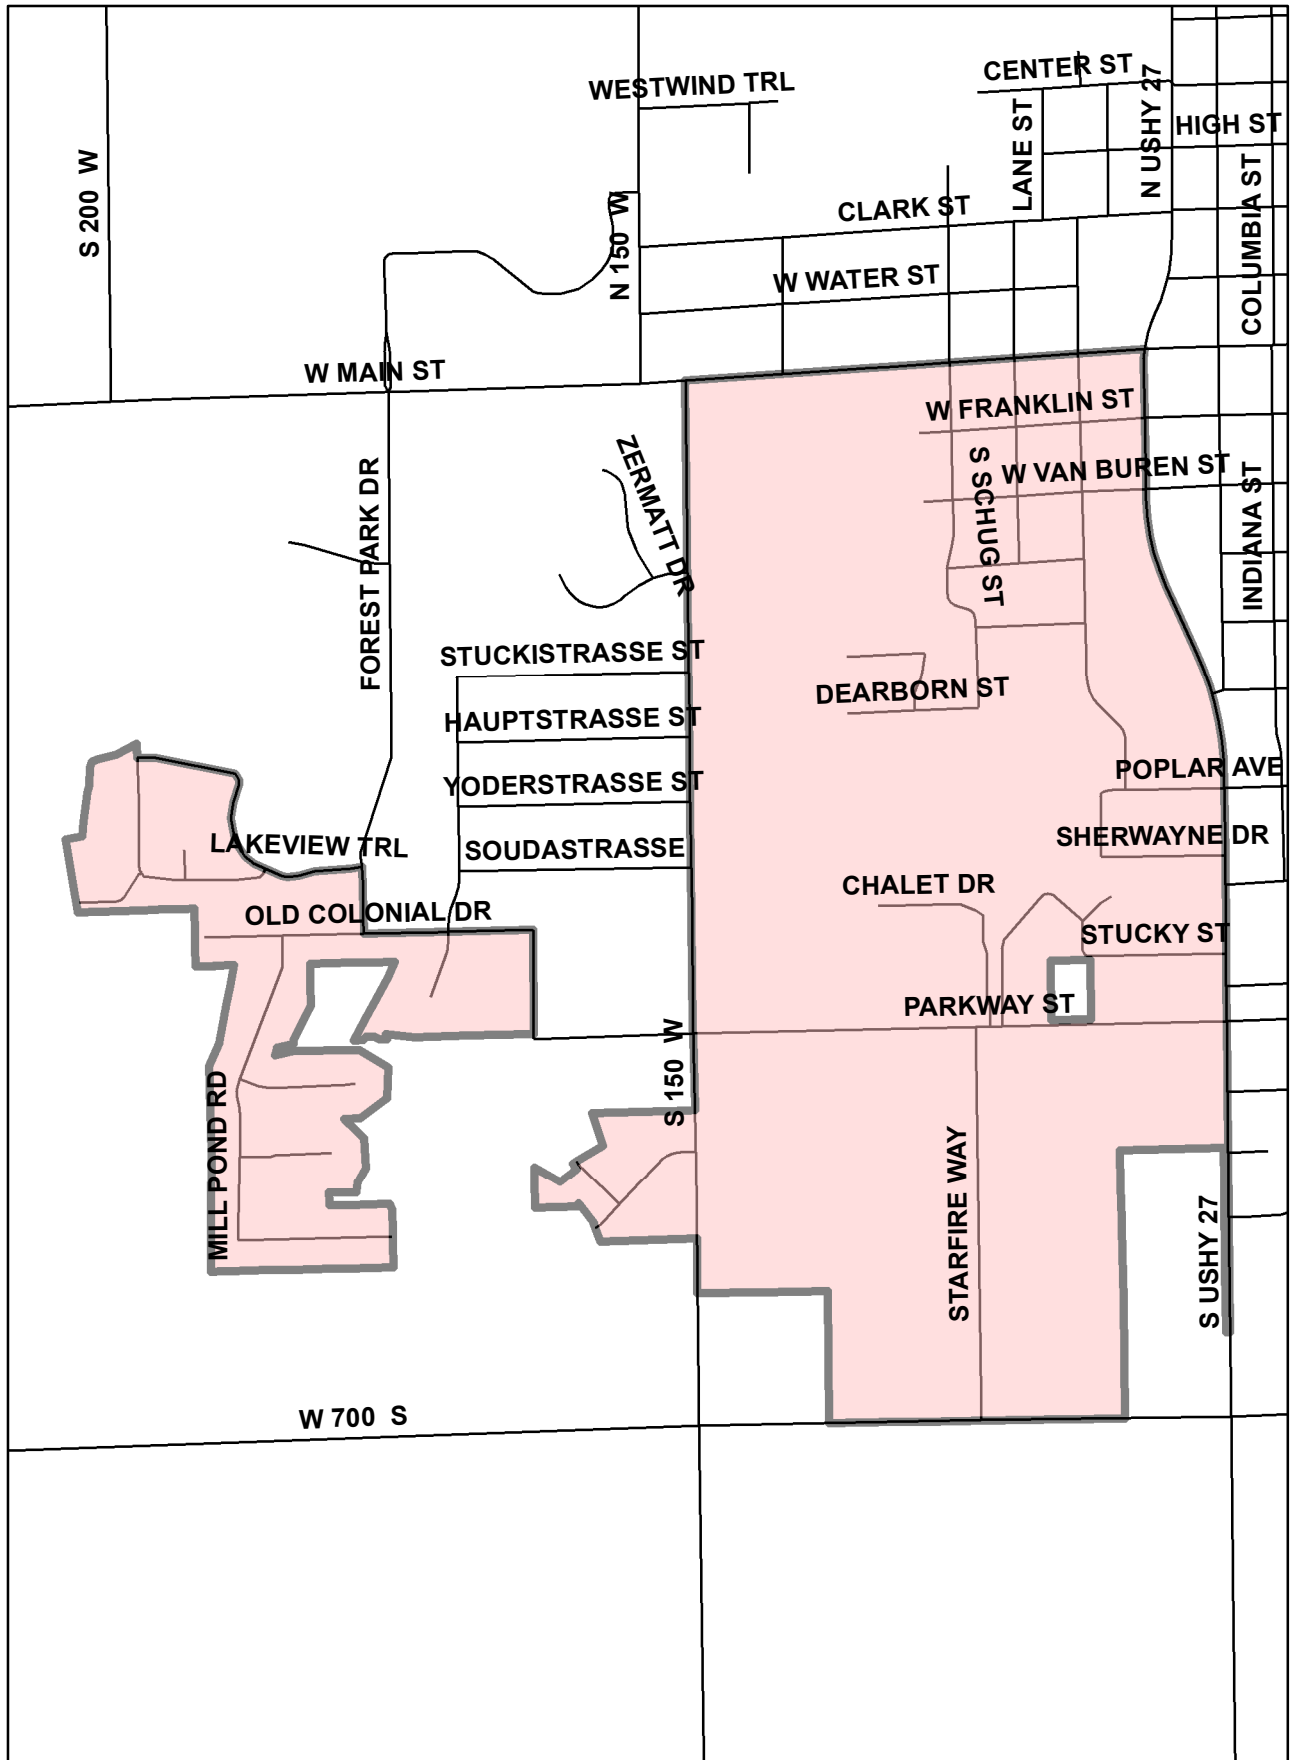 CENTER ST
WESTWIND TRL
N USHY 27
HIGH ST
LANE ST
S 200 W
COLUMBIA ST
CLARK ST
N 150 W
W WATER ST
W MAIN ST
W FRANKLIN ST
ZERMATT DR
S SCHUG ST
W VAN BUREN ST
FOREST PARK DR
INDIANA ST
STUCKISTRASSE ST
DEARBORN ST
HAUPTSTRASSE ST
POPLAR AVE
YODERSTRASSE ST
SHERWAYNE DR
LAKEVIEW TRL
SOUDASTRASSE
CHALET DR
OLD COLONIAL DR
STUCKY ST
PARKWAY ST
S 150 W
MILL POND RD
STARFIRE WAY
S USHY 27
W 700 S